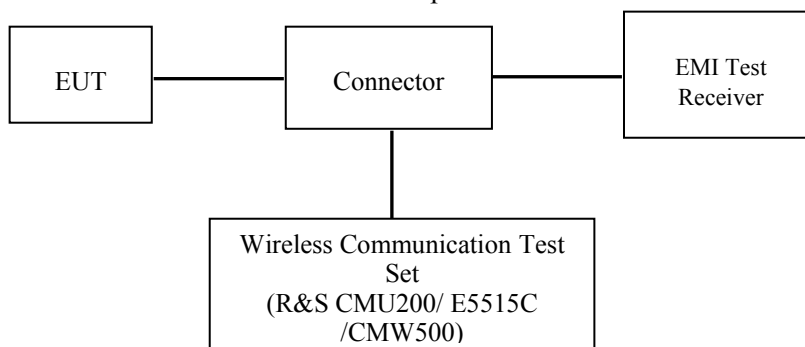 EUT
Connector
EMI Test
Receiver
Wireless Communication Test
Set
(R&S CMU200/ E5515C
/CMW500)